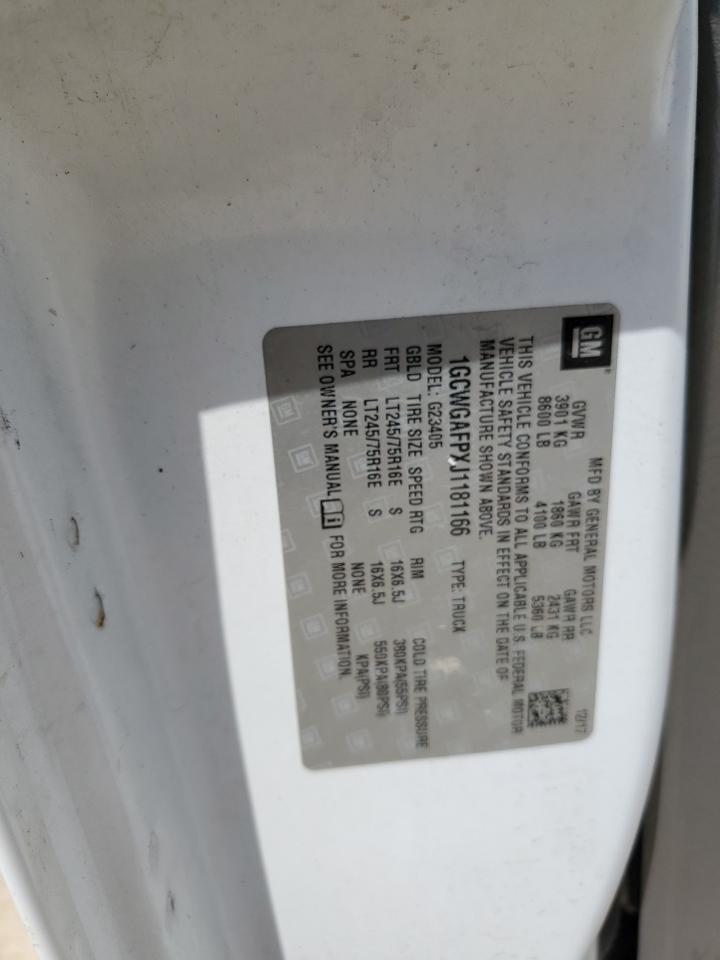 GM
MFD BY GENERAL MOTORS LLC 12/17
GVWR GAWR FRT GAWR RR
3901 KG 1860 KG 2431 KG
8600 LB 4100 LB 5360 LB
THIS VEHICLE CONFORMS TO ALL APPLICABLE U.S. FEDERAL MOTOR
VEHICLE SAFETY STANDARDS IN EFFECT ON THE DATE OF
MANUFACTURE SHOWN ABOVE.
1GCWGAFPXJ1181166 TYPE: TRUCK
MODEL: G23405
GBLD TIRE SIZE SPEED RTG RIM COLD TIRE PRESSURE
FRT LT245/75R16E S 16X6.5J 380KPA(55PSI)
RR LT245/75R16E S 16X6.5J 550KPA(80PSI)
SPA NONE NONE KPA(PSI)
SEE OWNER'S MANUAL i FOR MORE INFORMATION.